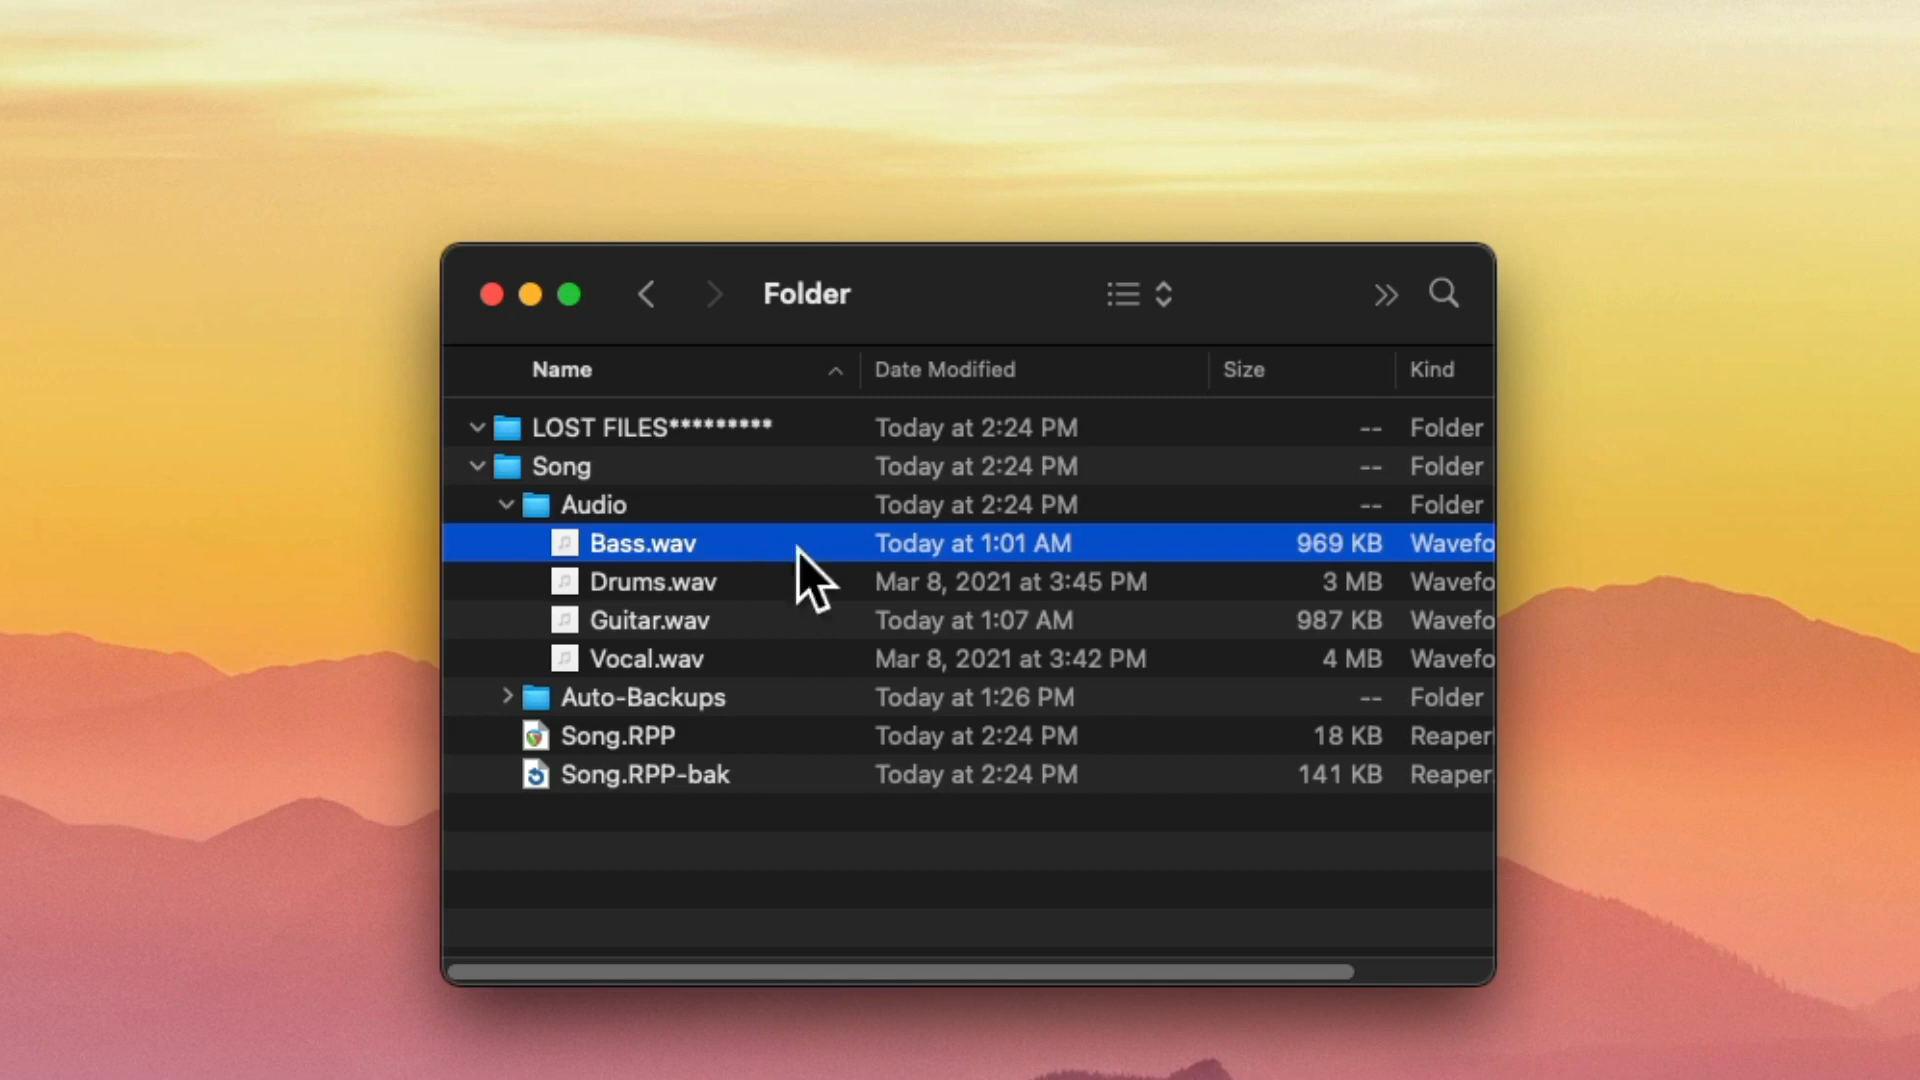 Folder
Name Date Modified Size Kind
LOST FILES********* Today at 2:24 PM -- Folder
Song Today at 2:24 PM -- Folder
Audio Today at 2:24 PM -- Folder
Bass.wav Today at 1:01 AM 969 KB Wavefo
Drums.wav Mar 8, 2021 at 3:45 PM 3 MB Wavefo
Guitar.wav Today at 1:07 AM 987 KB Wavefo
Vocal.wav Mar 8, 2021 at 3:42 PM 4 MB Wavefo
Auto-Backups Today at 1:26 PM -- Folder
Song.RPP Today at 2:24 PM 18 KB Reaper
Song.RPP-bak Today at 2:24 PM 141 KB Reaper